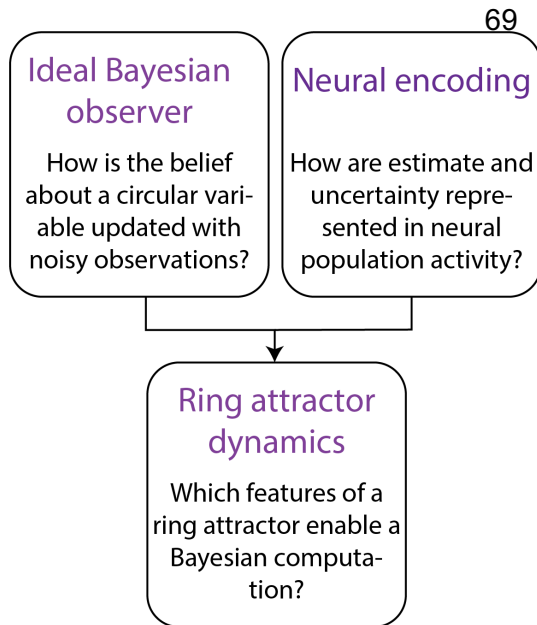 69
Ideal Bayesian
observer
How is the belief
about a circular vari-
able updated with
noisy observations?
Neural encoding
How are estimate and
uncertainty repre-
sented in neural
population activity?
Ring attractor
dynamics
Which features of a
ring attractor enable a
Bayesian computa-
tion?